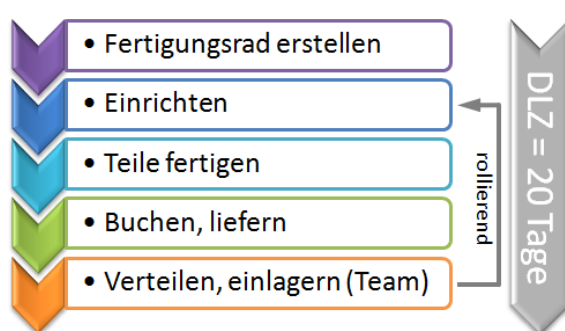 • Fertigungsrad erstellen
• Einrichten
• Teile fertigen
• Buchen, liefern
• Verteilen, einlagern (Team)
rollierend
DLZ = 20 Tage